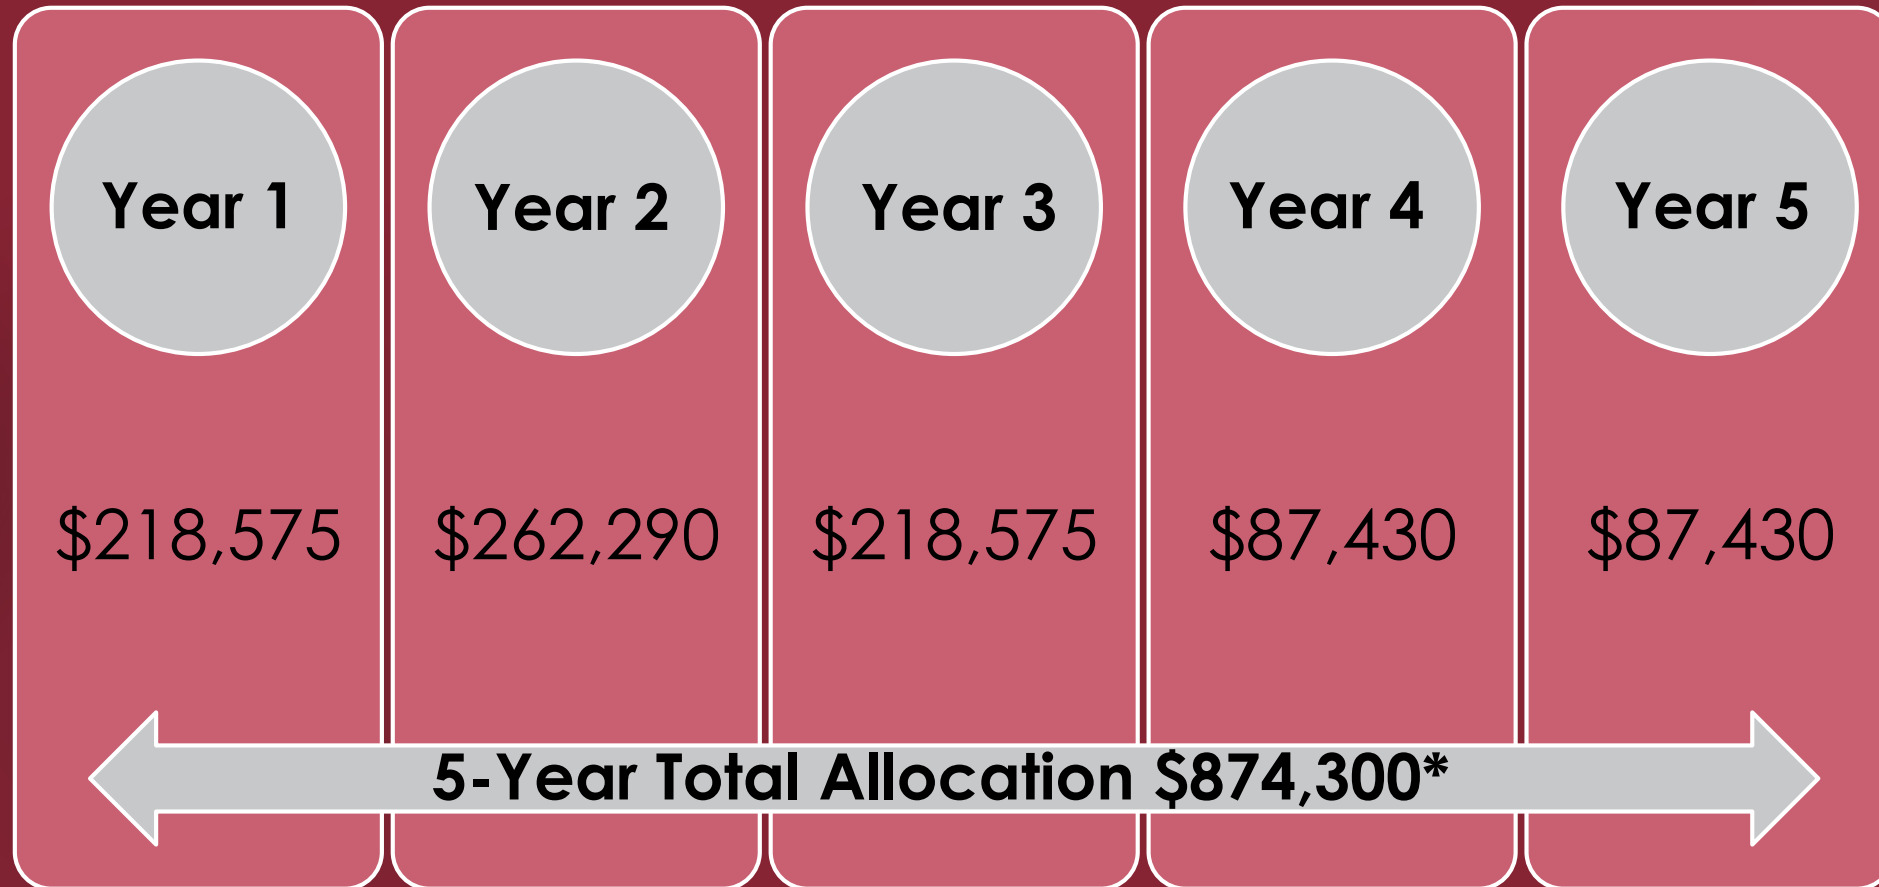 Year 1
Year 2
Year 3
Year 4
Year 5
$218,575
$262,290
$218,575
$87,430
$87,430
5-Year Total Allocation $874,300*